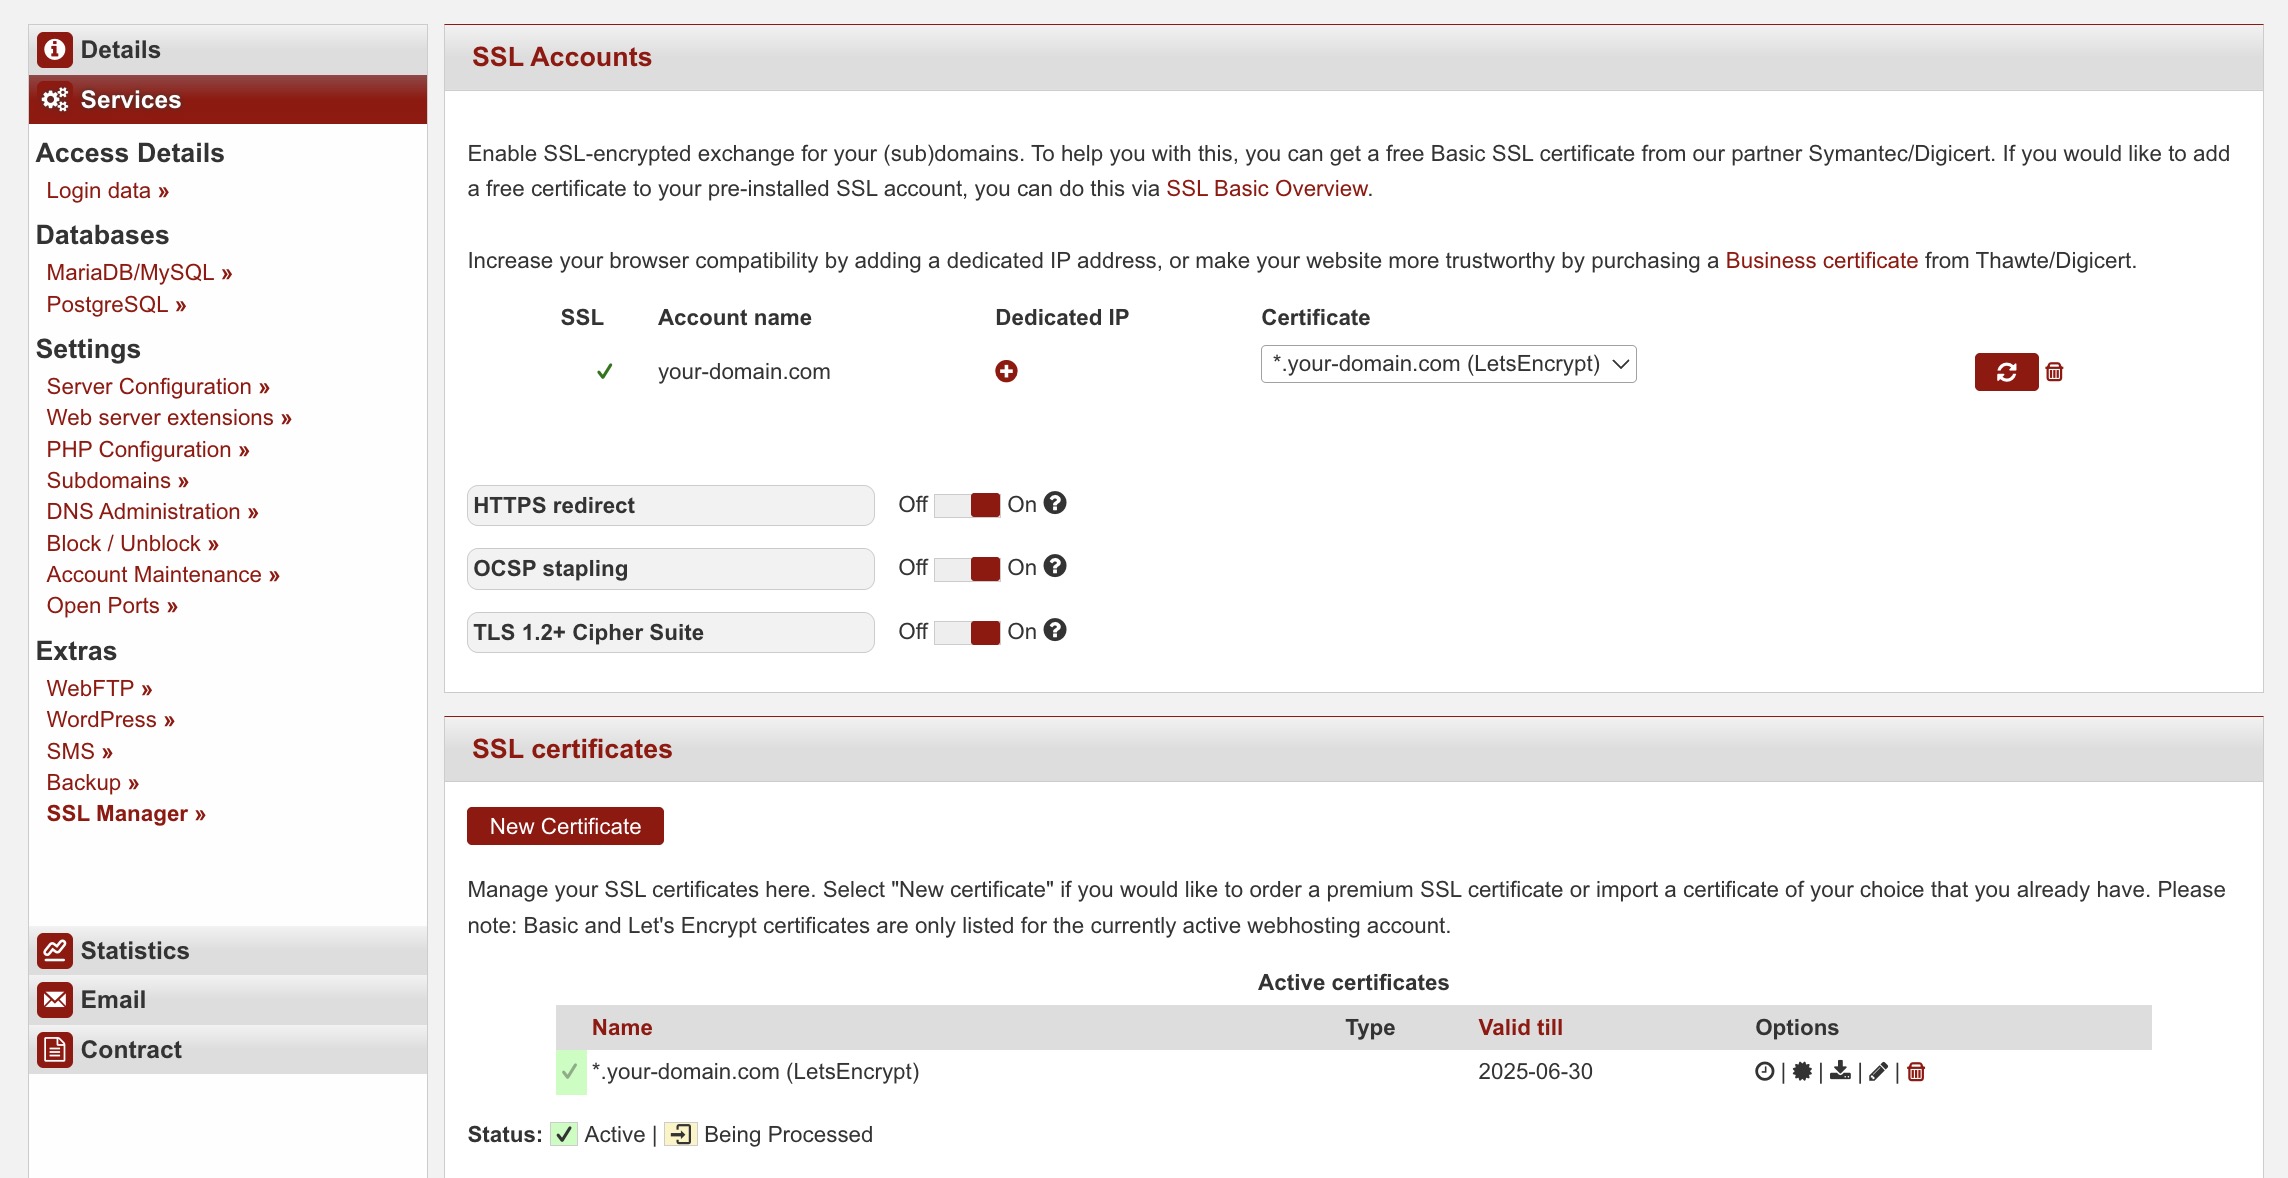 Details
Services
Access Details
Login data »
Databases
MariaDB/MySQL »
PostgreSQL »
Settings
Server Configuration »
Web server extensions »
PHP Configuration »
Subdomains »
DNS Administration »
Block / Unblock »
Account Maintenance »
Open Ports »
Extras
WebFTP »
WordPress »
SMS »
Backup »
SSL Manager »
Statistics
Email
Contract
SSL Accounts
Enable SSL-encrypted exchange for your (sub)domains. To help you with this, you can get a free Basic SSL certificate from our partner Symantec/Digicert. If you would like to add
a free certificate to your pre-installed SSL account, you can do this via SSL Basic Overview.
Increase your browser compatibility by adding a dedicated IP address, or make your website more trustworthy by purchasing a Business certificate from Thawte/Digicert.
SSL Account name Dedicated IP Certificate
your-domain.com *.your-domain.com (LetsEncrypt)
HTTPS redirect Off On ?
OCSP stapling Off On ?
TLS 1.2+ Cipher Suite Off On ?
SSL certificates
New Certificate
Manage your SSL certificates here. Select "New certificate" if you would like to order a premium SSL certificate or import a certificate of your choice that you already have. Please
note: Basic and Let's Encrypt certificates are only listed for the currently active webhosting account.
Active certificates
Name Type Valid till Options
*.your-domain.com (LetsEncrypt) 2025-06-30 | | | |
Status: Active | Being Processed